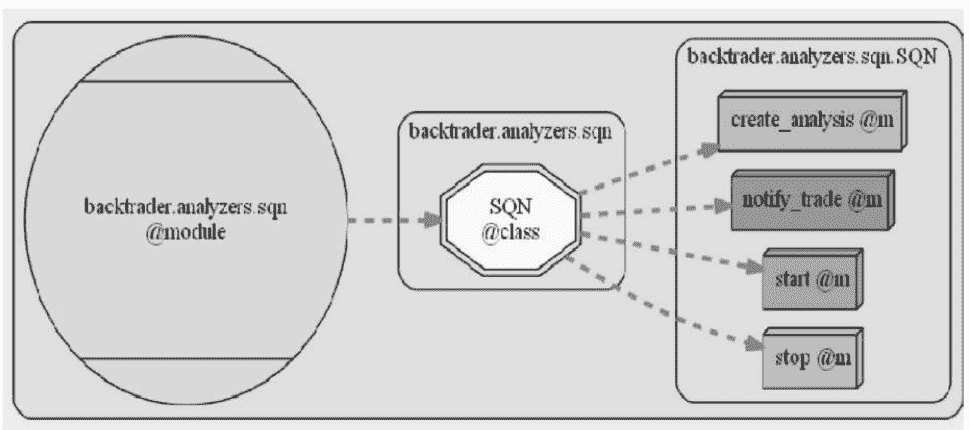 backtrader.analyzers.sqn
@module
backtrader.analyzers.sqn
SQN
@class
backtrader.analyzers.sqn.SQN
create_analysis @m
notify_trade @m
start @m
stop @m